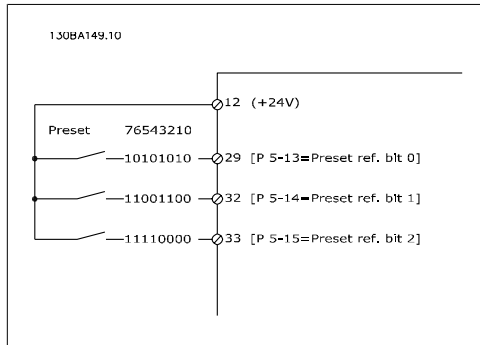 130BA149.10
12 (+24V)
Preset 76543210
10101010 29 [P 5-13=Preset ref. bit 0]
11001100 32 [P 5-14=Preset ref. bit 1]
11110000 33 [P 5-15=Preset ref. bit 2]